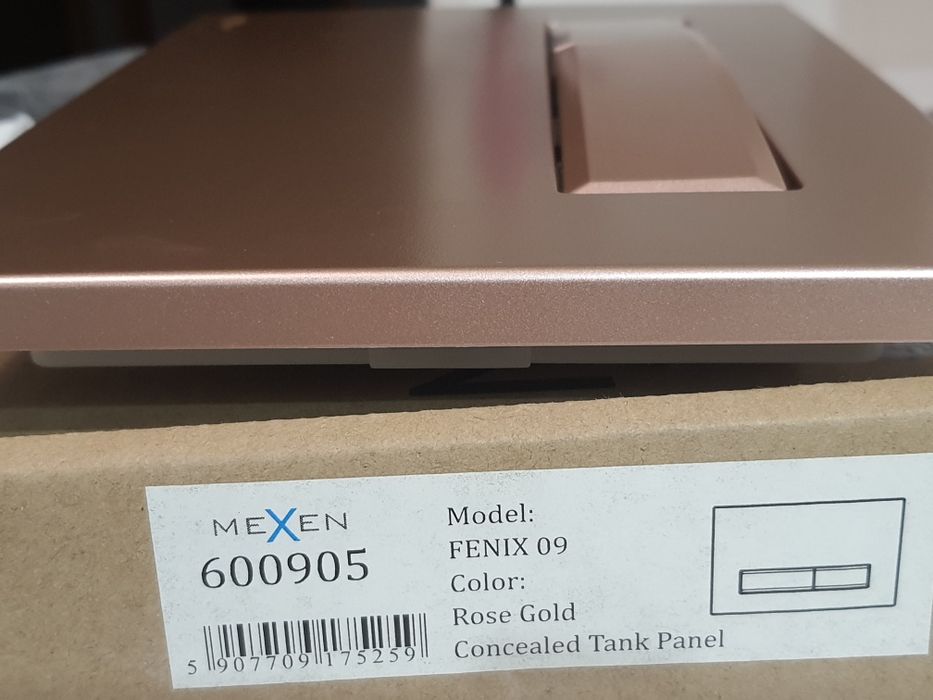 MEXEN
600905
5 907709 175259
Model:
FENIX 09
Color:
Rose Gold
Concealed Tank Panel